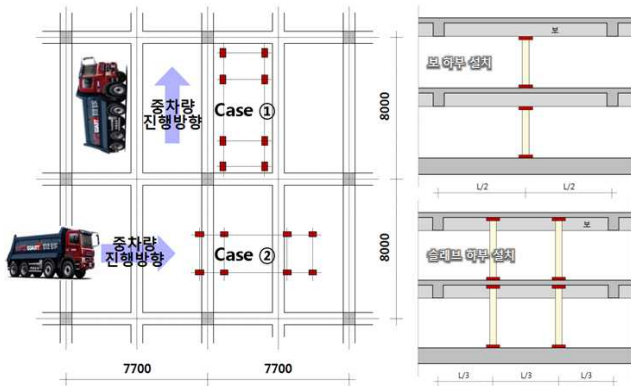 중차량
진행방향
Case ①
8000
중차량
진행방향
Case ②
8000
7700
7700
보
보 하부 설치
L/2
L/2
보
슬래브 하부 설치
L/3
L/3
L/3